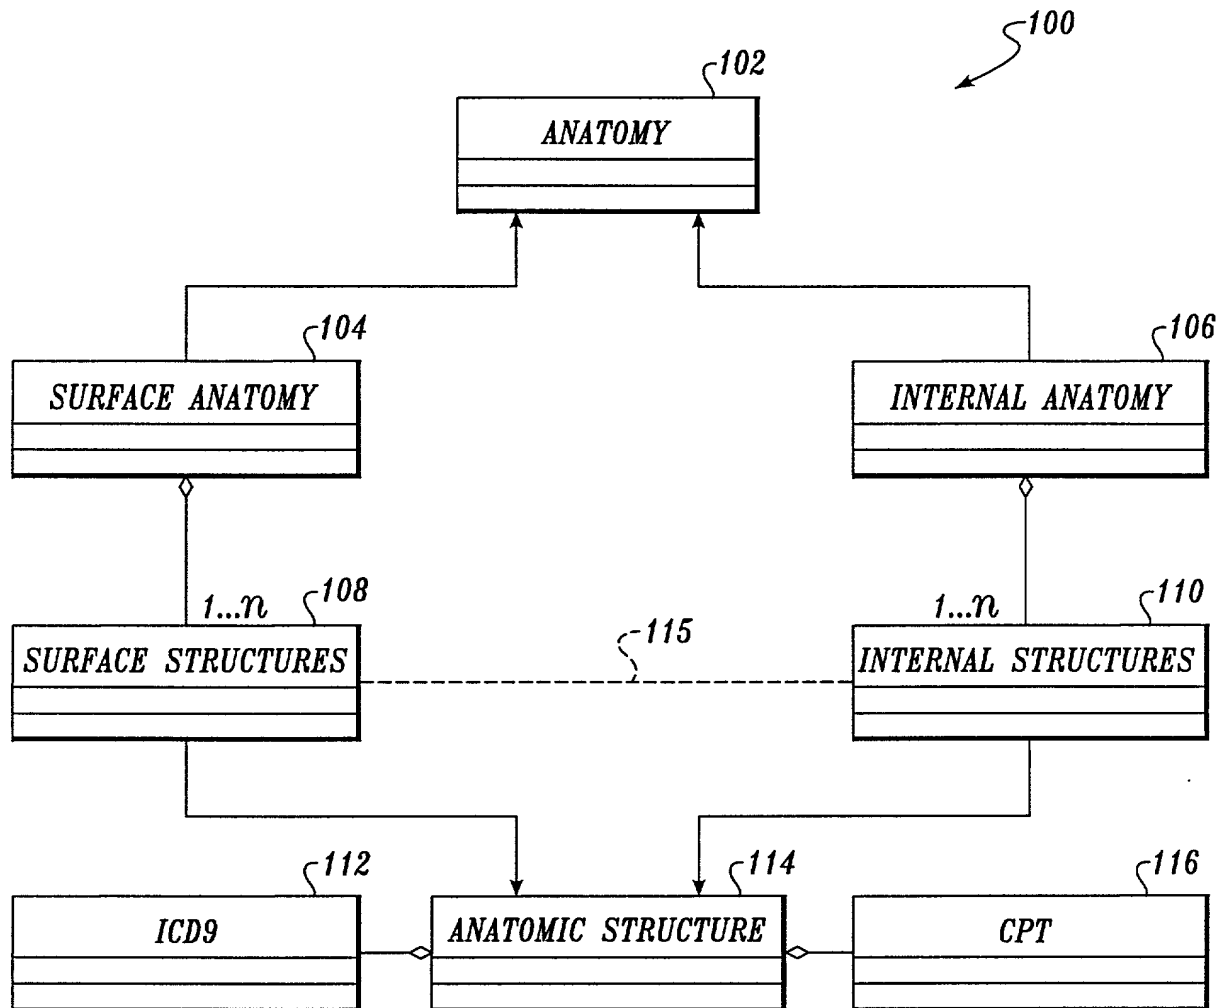 100
102
ANATOMY
104
106
SURFACE ANATOMY
INTERNAL ANATOMY
1...n
108
1...n
110
SURFACE STRUCTURES
115
INTERNAL STRUCTURES
112
114
116
ICD9
ANATOMIC STRUCTURE
CPT